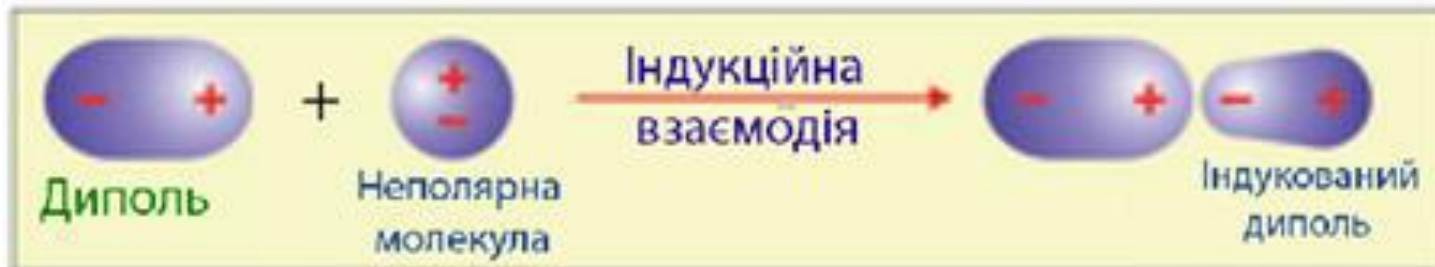 - +
+
+
-
Індукційна
взаємодія
- +
- +
Диполь
Неполярна
молекула
Індукований
диполь